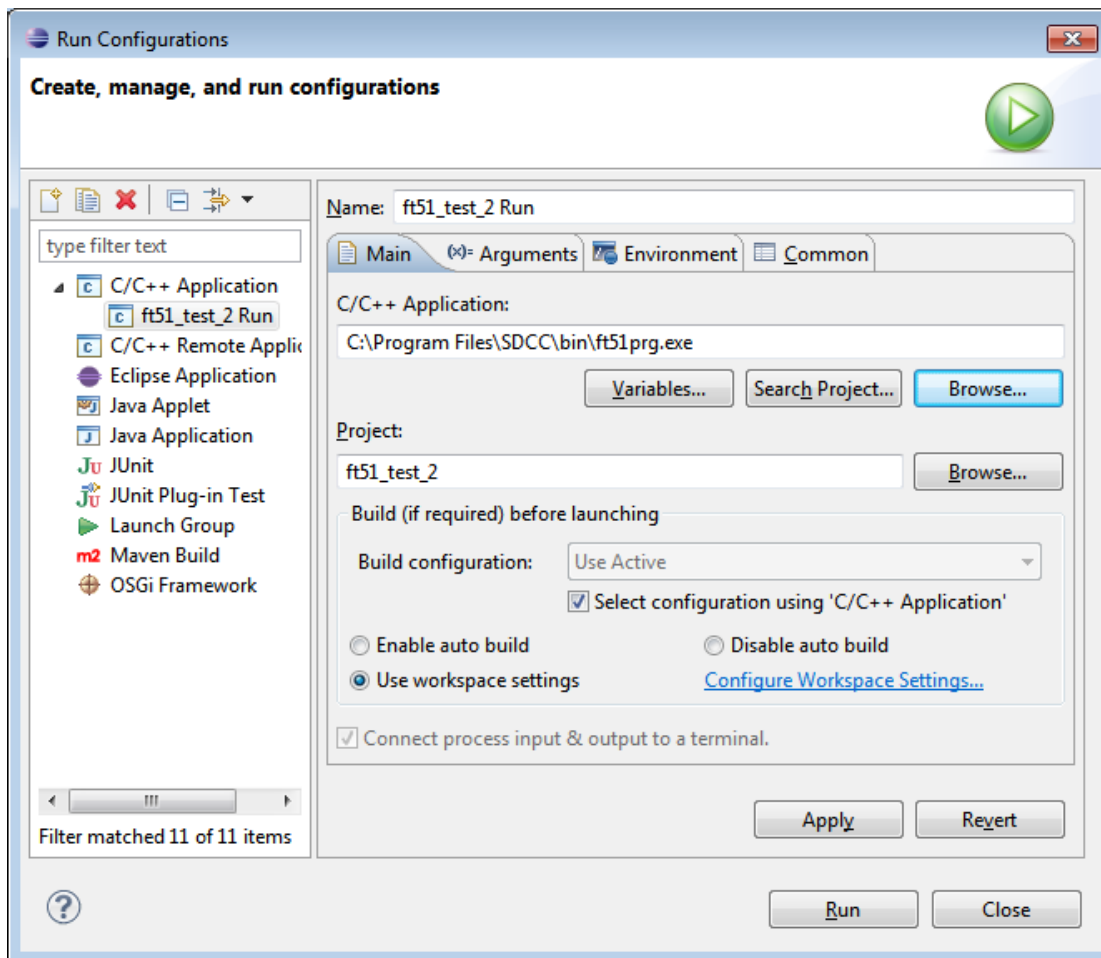 Run Configurations
Create, manage, and run configurations
type filter text
C/C++ Application
ft51_test_2 Run
C/C++ Remote Applic
Eclipse Application
Java Applet
Java Application
JUnit
JUnit Plug-in Test
Launch Group
m2 Maven Build
OSGi Framework
Filter matched 11 of 11 items
Name: ft51_test_2 Run
Main (x)= Arguments Environment Common
C/C++ Application:
C:\Program Files\SDCC\bin\ft51prg.exe
Variables... Search Project... Browse...
Project:
ft51_test_2 Browse...
Build (if required) before launching
Build configuration: Use Active
Select configuration using 'C/C++ Application'
Enable auto build Disable auto build
Use workspace settings Configure Workspace Settings...
Connect process input & output to a terminal.
Apply Revert
Run Close